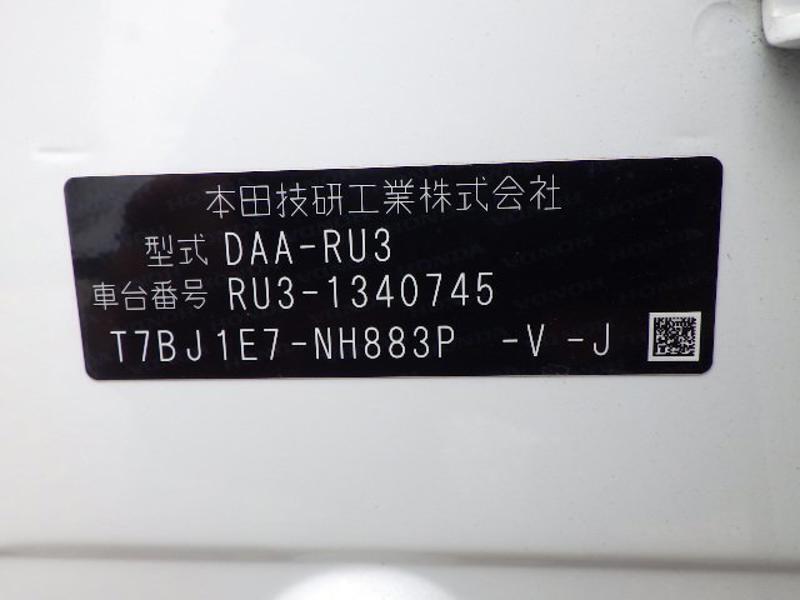 本田技研工業株式会社
型式 DAA-RU3
車台番号 RU3-1340745
T7BJ1E7-NH883P -V -J